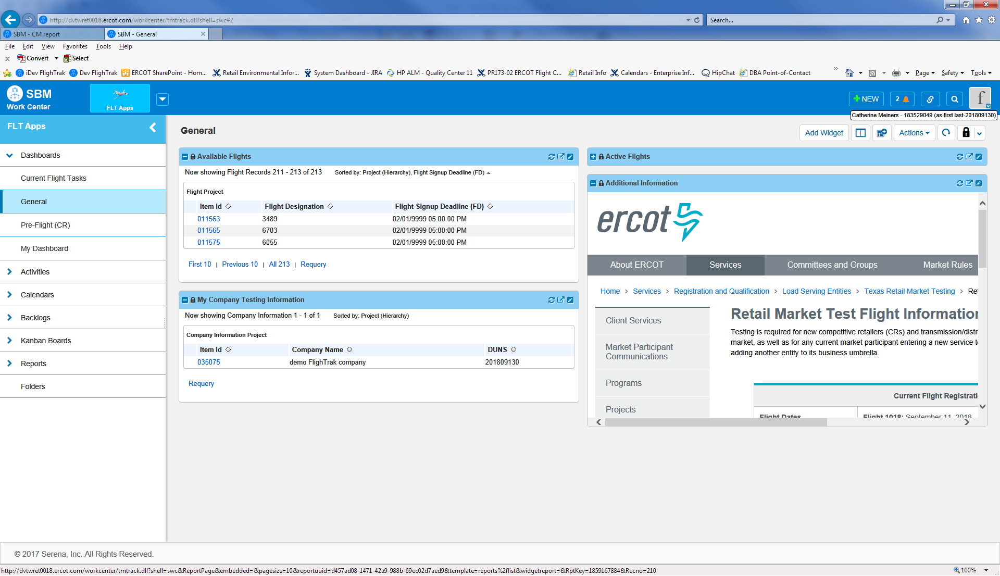 http://dvtwret0018.ercot.com/workcenter/tmtrack.dll?shell=swc#2
Search...
SBM - CM report
SBM - General
File Edit View Favorites Tools Help
Convert Select
iDev FlighTrak Dev FlighTrak ERCOT SharePoint - Hom... Retail Environmental Infor... System Dashboard - JIRA HP ALM - Quality Center 11 PR173-02 ERCOT Flight C... Retail Info Calendars - Enterprise Inf... HipChat DBA Point-of-Contact » Page Safety Tools
SBM
Work Center
FLT Apps
NEW
2
f
Catherine Meiners - 183529049 (as first last-201809130)
FLT Apps
Dashboards
Current Flight Tasks
General
Pre-Flight (CR)
My Dashboard
Activities
Calendars
Backlogs
Kanban Boards
Reports
Folders
General
Add Widget
Actions
Available Flights
Now showing Flight Records 211 - 213 of 213 Sorted by: Project (Hierarchy), Flight Signup Deadline (FD)
Flight Project
Item Id Flight Designation Flight Signup Deadline (FD)
011563 3489 02/01/9999 05:00:00 PM
011565 6703 02/01/9999 05:00:00 PM
011575 6055 02/01/9999 05:00:00 PM
First 10 | Previous 10 | All 213 | Requery
My Company Testing Information
Now showing Company Information 1 - 1 of 1 Sorted by: Project (Hierarchy)
Company Information Project
Item Id Company Name DUNS
035075 demo FlighTrak company 201809130
Requery
Active Flights
Additional Information
ercot
About ERCOT Services Committees and Groups Market Rules
Home > Services > Registration and Qualification > Load Serving Entities > Texas Retail Market Testing > Ret
Client Services
Market Participant
Communications
Programs
Projects
Retail Market Test Flight Information
Testing is required for new competitive retailers (CRs) and transmission/distr
market, as well as for any current market participant entering a new service te
adding another entity to its business umbrella.
Current Flight Registrati
Flight Dates Flight 1018: September 11, 2018
© 2017 Serena, Inc. All Rights Reserved.
http://dvtwret0018.ercot.com/workcenter/tmtrack.dll?shell=swc&ReportPage&embedded=&pagesize=10&reportuuid=d457ad08-1471-42a9-988b-69ec02d7aed9&template=reports%2flist&widgetreport=&RptKey=1859167884&Recno=210
100%